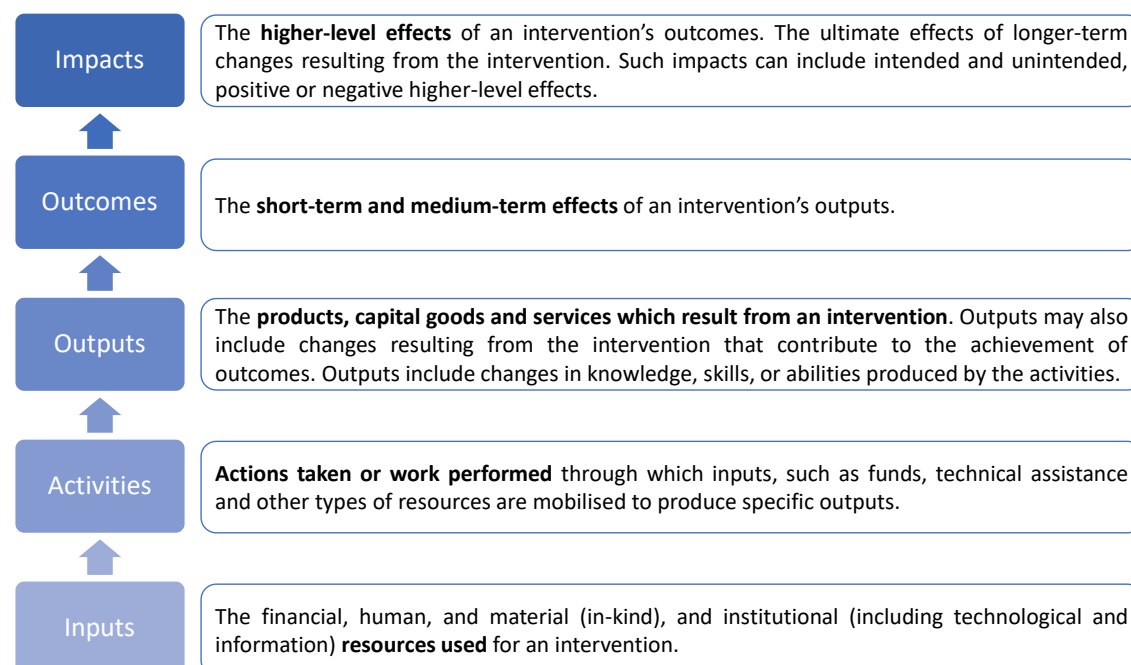 Impacts
The higher-level effects of an intervention’s outcomes. The ultimate effects of longer-term
changes resulting from the intervention. Such impacts can include intended and unintended,
positive or negative higher-level effects.
Outcomes
The short-term and medium-term effects of an intervention’s outputs.
Outputs
The products, capital goods and services which result from an intervention. Outputs may also
include changes resulting from the intervention that contribute to the achievement of
outcomes. Outputs include changes in knowledge, skills, or abilities produced by the activities.
Activities
Actions taken or work performed through which inputs, such as funds, technical assistance
and other types of resources are mobilised to produce specific outputs.
Inputs
The financial, human, and material (in-kind), and institutional (including technological and
information) resources used for an intervention.